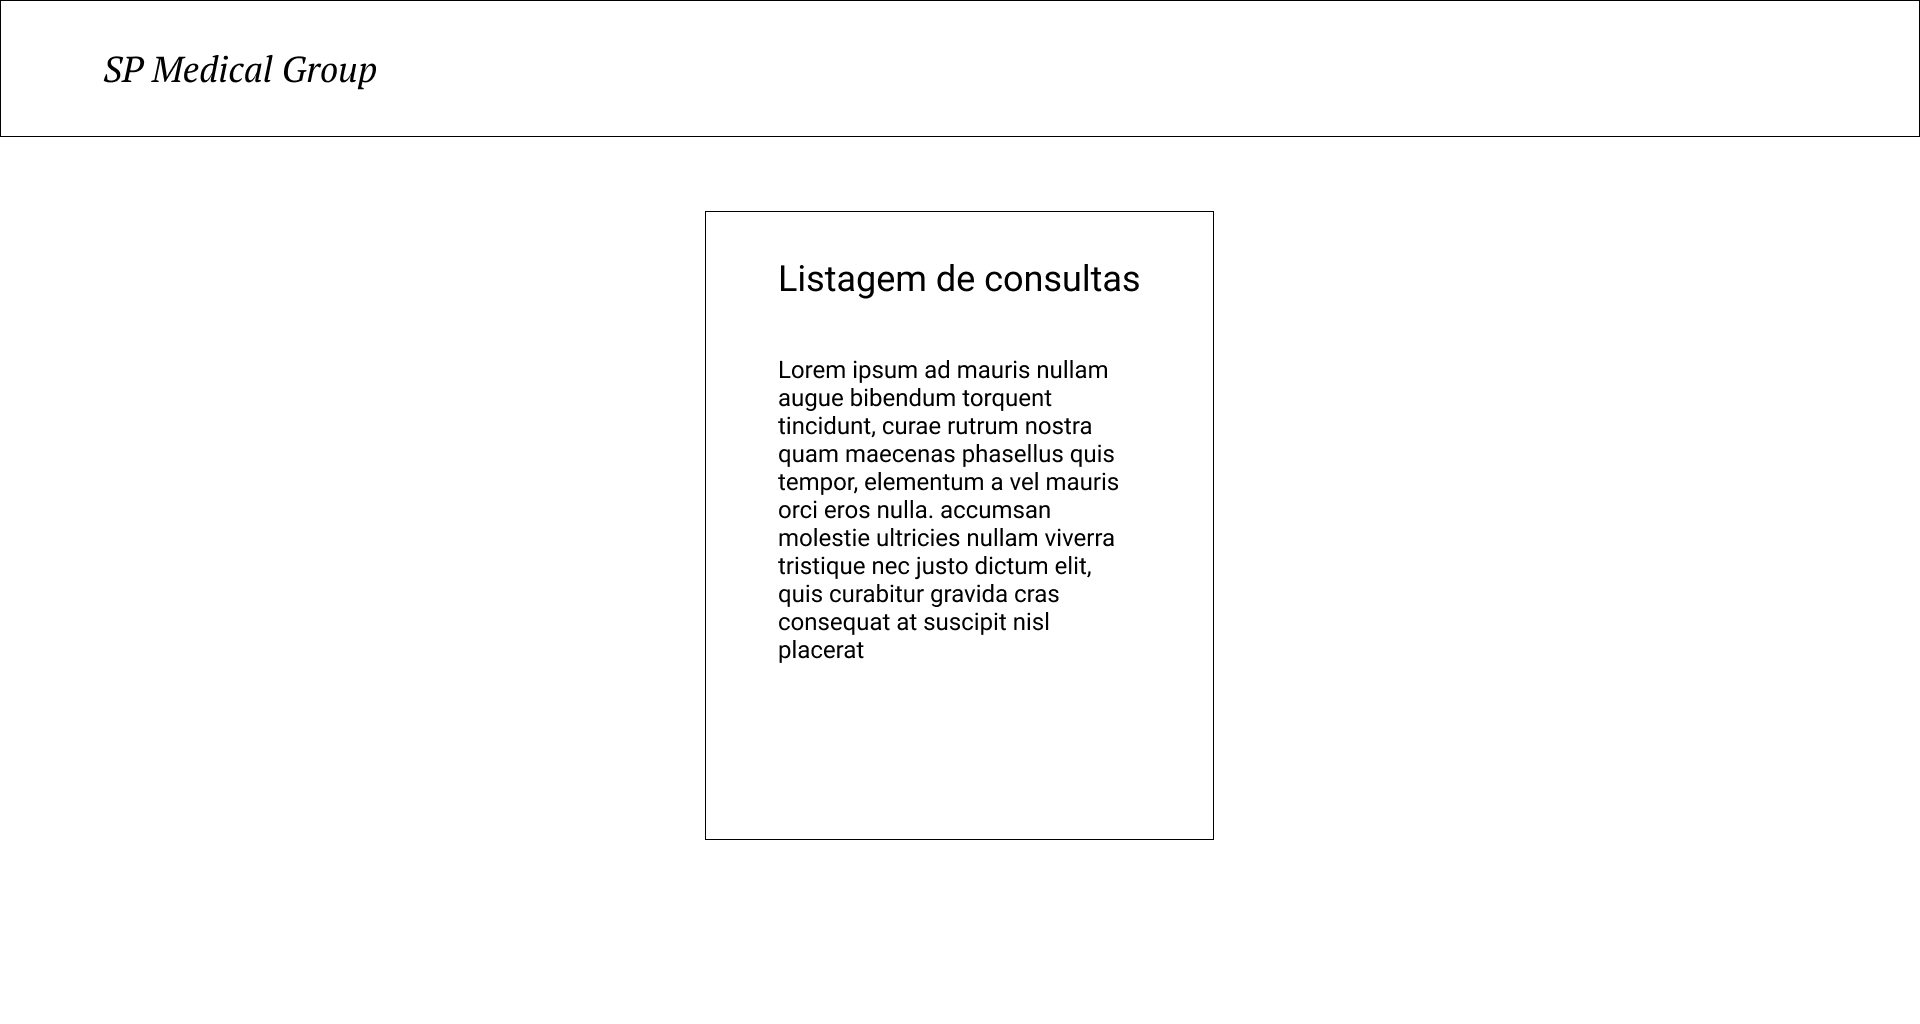 SP Medical Group
Listagem de consultas
Lorem ipsum ad mauris nullam
augue bibendum torquent
tincidunt, curae rutrum nostra
quam maecenas phasellus quis
tempor, elementum a vel mauris
orci eros nulla. accumsan
molestie ultricies nullam viverra
tristique nec justo dictum elit,
quis curabitur gravida cras
consequat at suscipit nisl
placerat